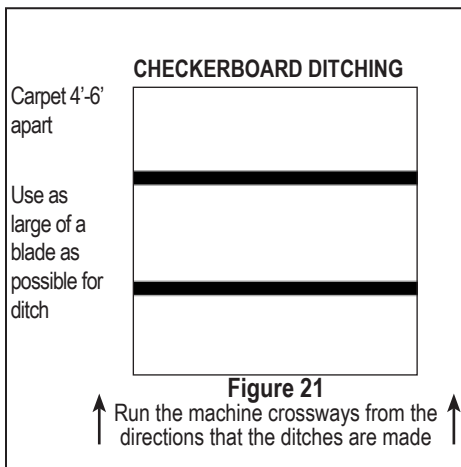 CHECKERBOARD DITCHING
Carpet 4’-6’
apart
Use as
large of a
blade as
possible for
ditch
Figure 21
Run the machine crossways from the
directions that the ditches are made